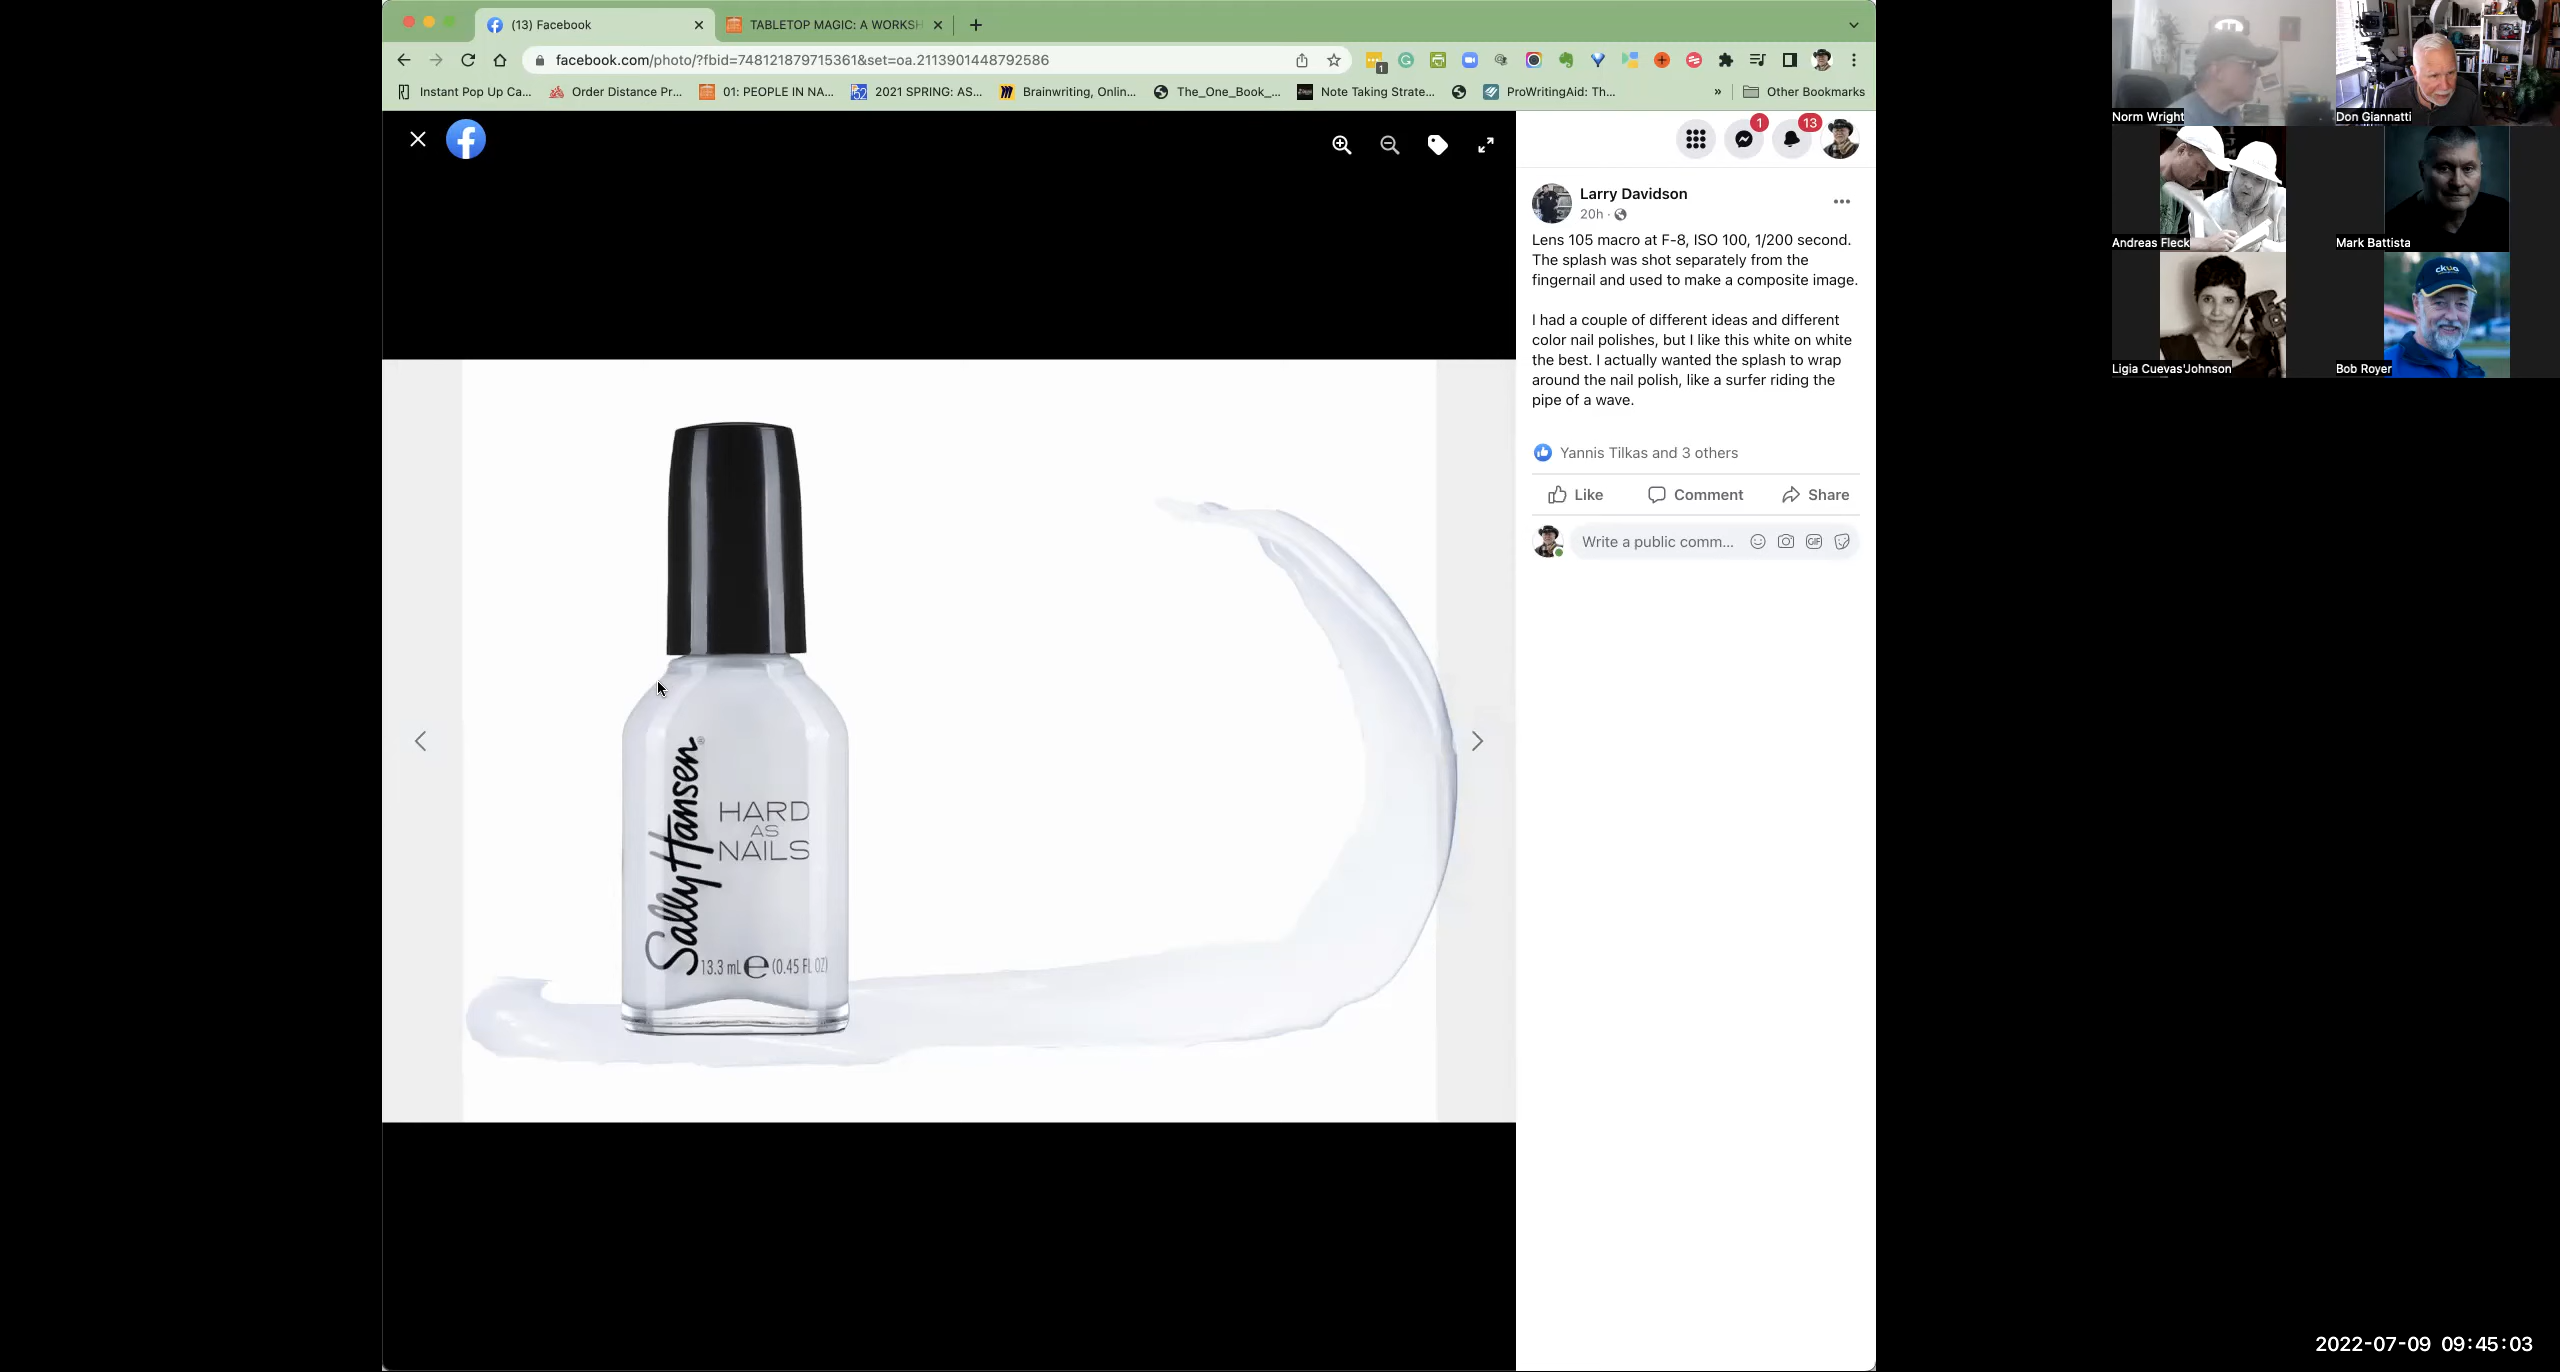 (13) Facebook
TABLETOP MAGIC: A WORKSH
facebook.com/photo/?fbid=748121879715361&set=oa.2113901448792586
1
Instant Pop Up Ca...
Order Distance Pr...
01: PEOPLE IN NA...
2021 SPRING: AS...
Brainwriting, Onlin...
The_One_Book_...
Note Taking Strate...
ProWritingAid: Th...
»
Other Bookmarks
1
13
Larry Davidson
20h ·
Lens 105 macro at F-8, ISO 100, 1/200 second.
The splash was shot separately from the
fingernail and used to make a composite image.
I had a couple of different ideas and different
color nail polishes, but I like this white on white
the best. I actually wanted the splash to wrap
around the nail polish, like a surfer riding the
pipe of a wave.
Yannis Tilkas and 3 others
Like
Comment
Share
Write a public comm...
GIF
Sally Hansen®
HARD
AS
NAILS
13.3 mL e (0.45 FL OZ)
Norm Wright
Don Giannatti
Andreas Fleck
Mark Battista
Ligia Cuevas'Johnson
Bob Royer
ckua
2022-07-09 09:45:03